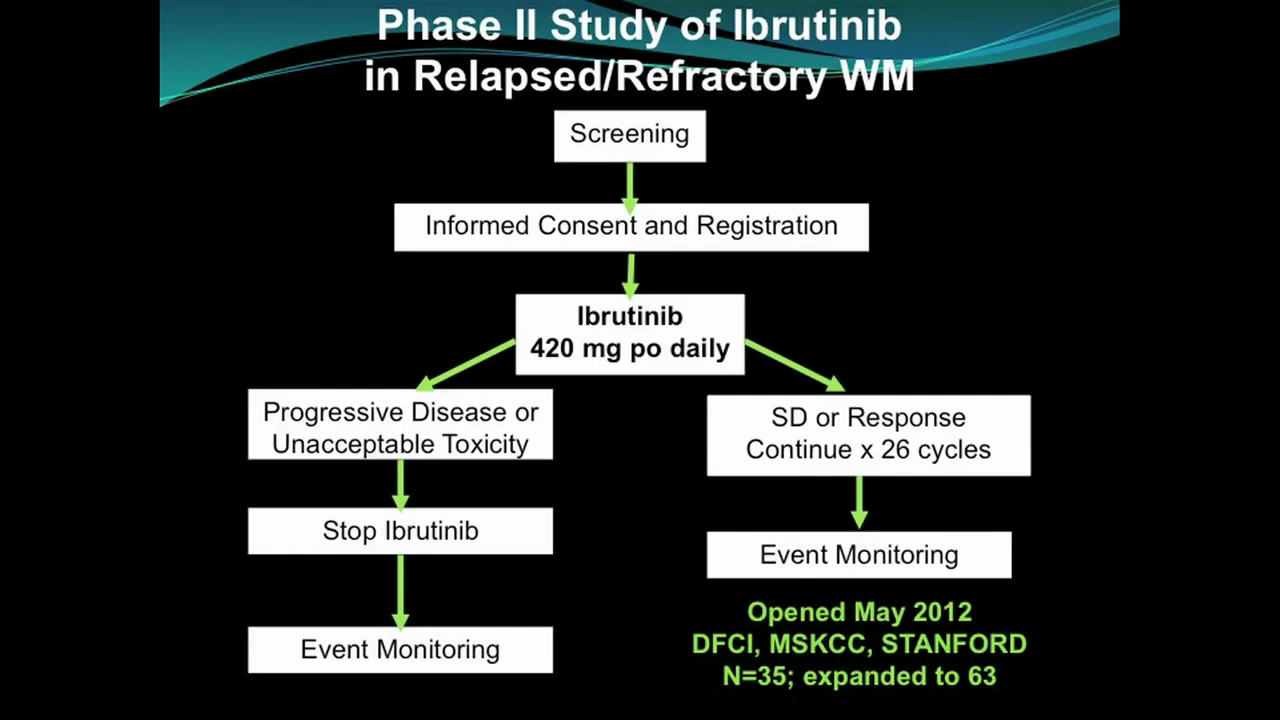 Phase II Study of Ibrutinib
in Relapsed/Refractory WM
Screening
Informed Consent and Registration
Ibrutinib
420 mg po daily
Progressive Disease or
Unacceptable Toxicity
Stop Ibrutinib
Event Monitoring
SD or Response
Continue x 26 cycles
Event Monitoring
Opened May 2012
DFCI, MSKCC, STANFORD
N=35; expanded to 63